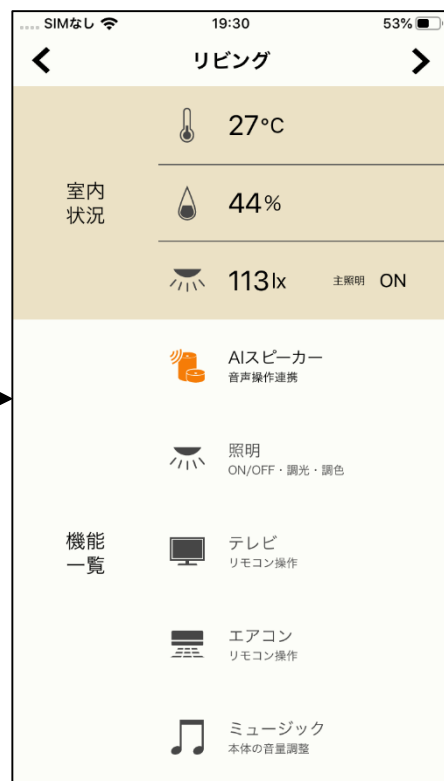 SIMなし 19:30 53%
リビング
27°C
室内
状況
44%
113lx 主照明 ON
AIスピーカー
音声操作連携
照明
ON/OFF・調光・調色
機能
一覧
テレビ
リモコン操作
エアコン
リモコン操作
ミュージック
本体の音量調整